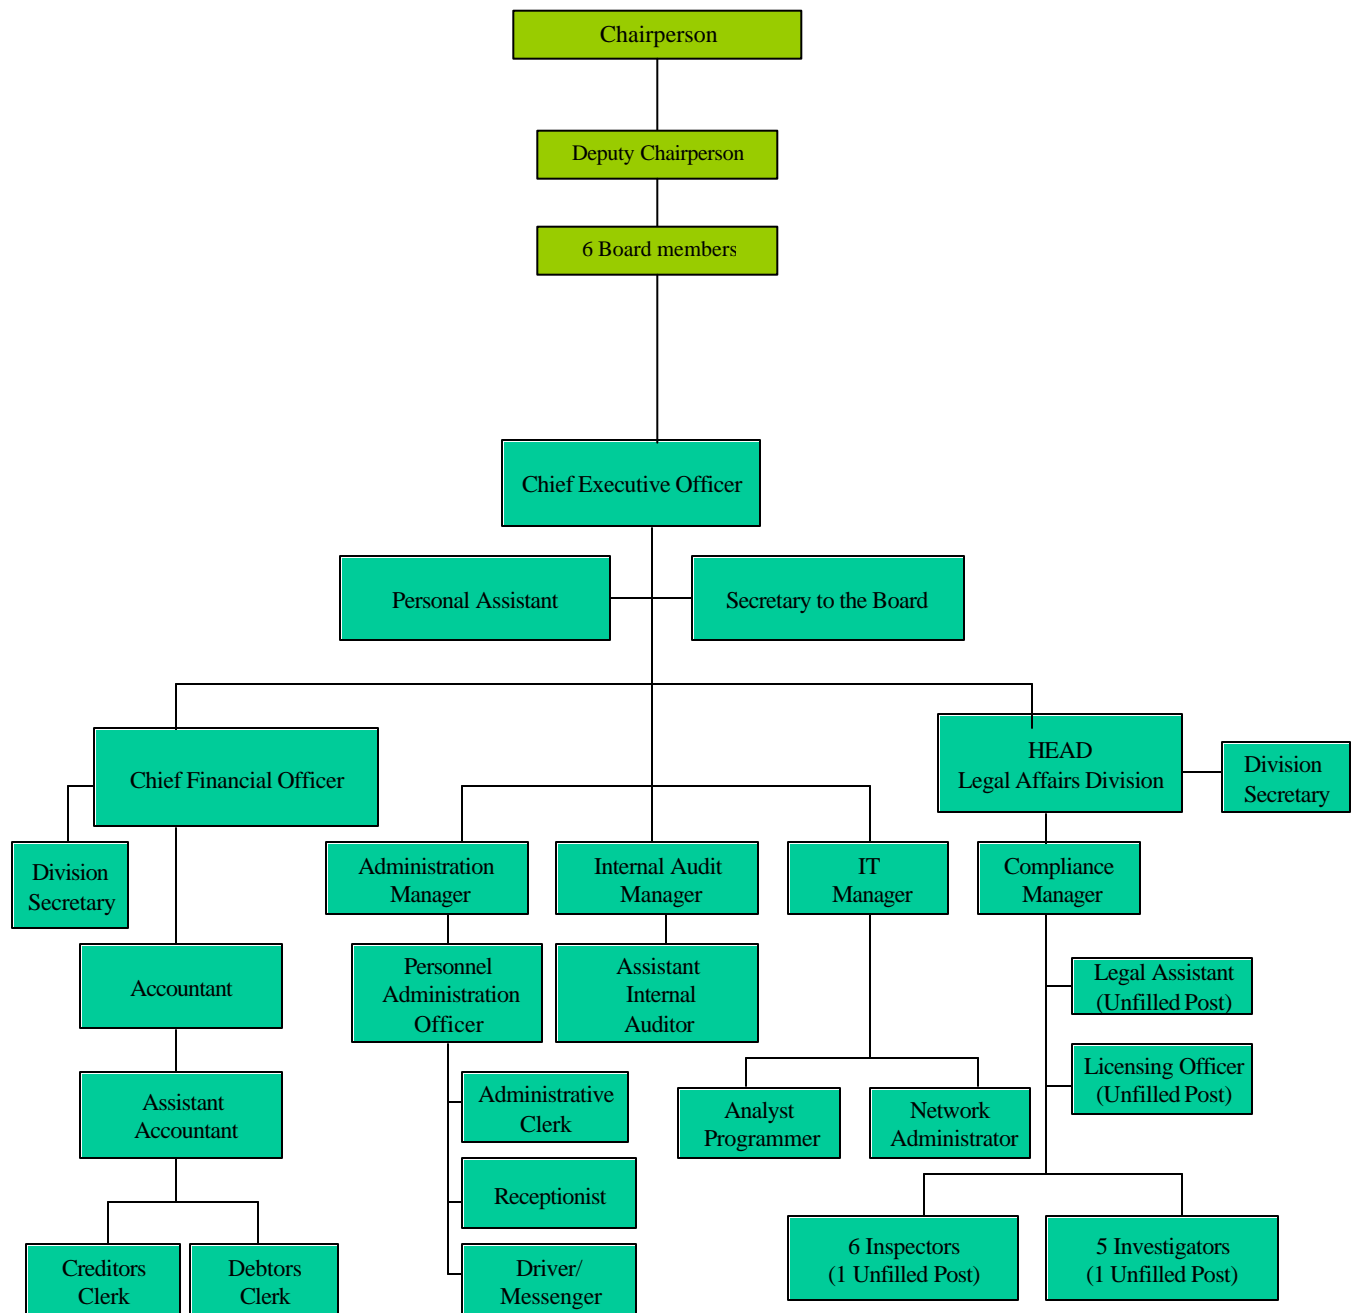 Chairperson
Deputy Chairperson
6 Board members
Chief Executive Officer
Personal Assistant
Secretary to the Board
Chief Financial Officer
HEAD
Legal Affairs Division
Division
Secretary
Division
Secretary
Administration
Manager
Internal Audit
Manager
IT
Manager
Compliance
Manager
Accountant
Personnel
Administration
Officer
Assistant
Internal
Auditor
Legal Assistant
(Unfilled Post)
Licensing Officer
(Unfilled Post)
Assistant
Accountant
Administrative
Clerk
Analyst
Programmer
Network
Administrator
Receptionist
6 Inspectors
(1 Unfilled Post)
5 Investigators
(1 Unfilled Post)
Creditors
Clerk
Debtors
Clerk
Driver/
Messenger